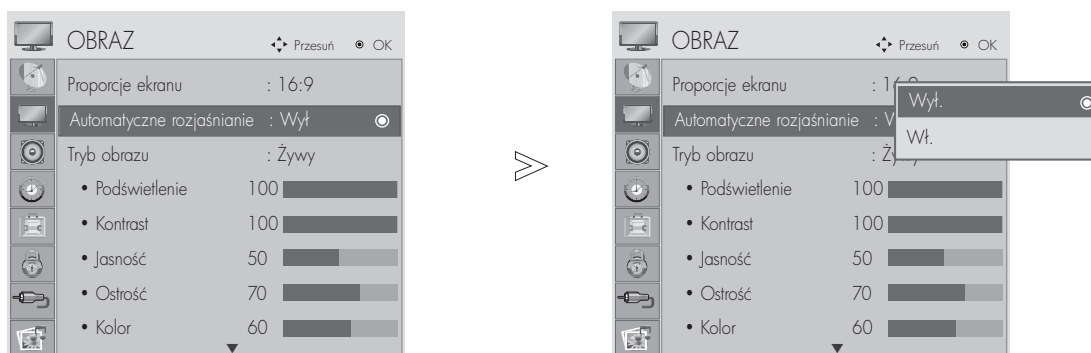 OBRAZ Przesuń OK
Proporcje ekranu : 16:9
Automatyczne rozjaśnianie : Wył
Tryb obrazu : Żywy
• Podświetlenie 100
• Kontrast 100
• Jasność 50
• Ostrość 70
• Kolor 60
OBRAZ Przesuń OK
Proporcje ekranu
Automatyczne rozjaśnianie
Wył.
Wł.
Tryb obrazu : Żywy
• Podświetlenie 100
• Kontrast 100
• Jasność 50
• Ostrość 70
• Kolor 60